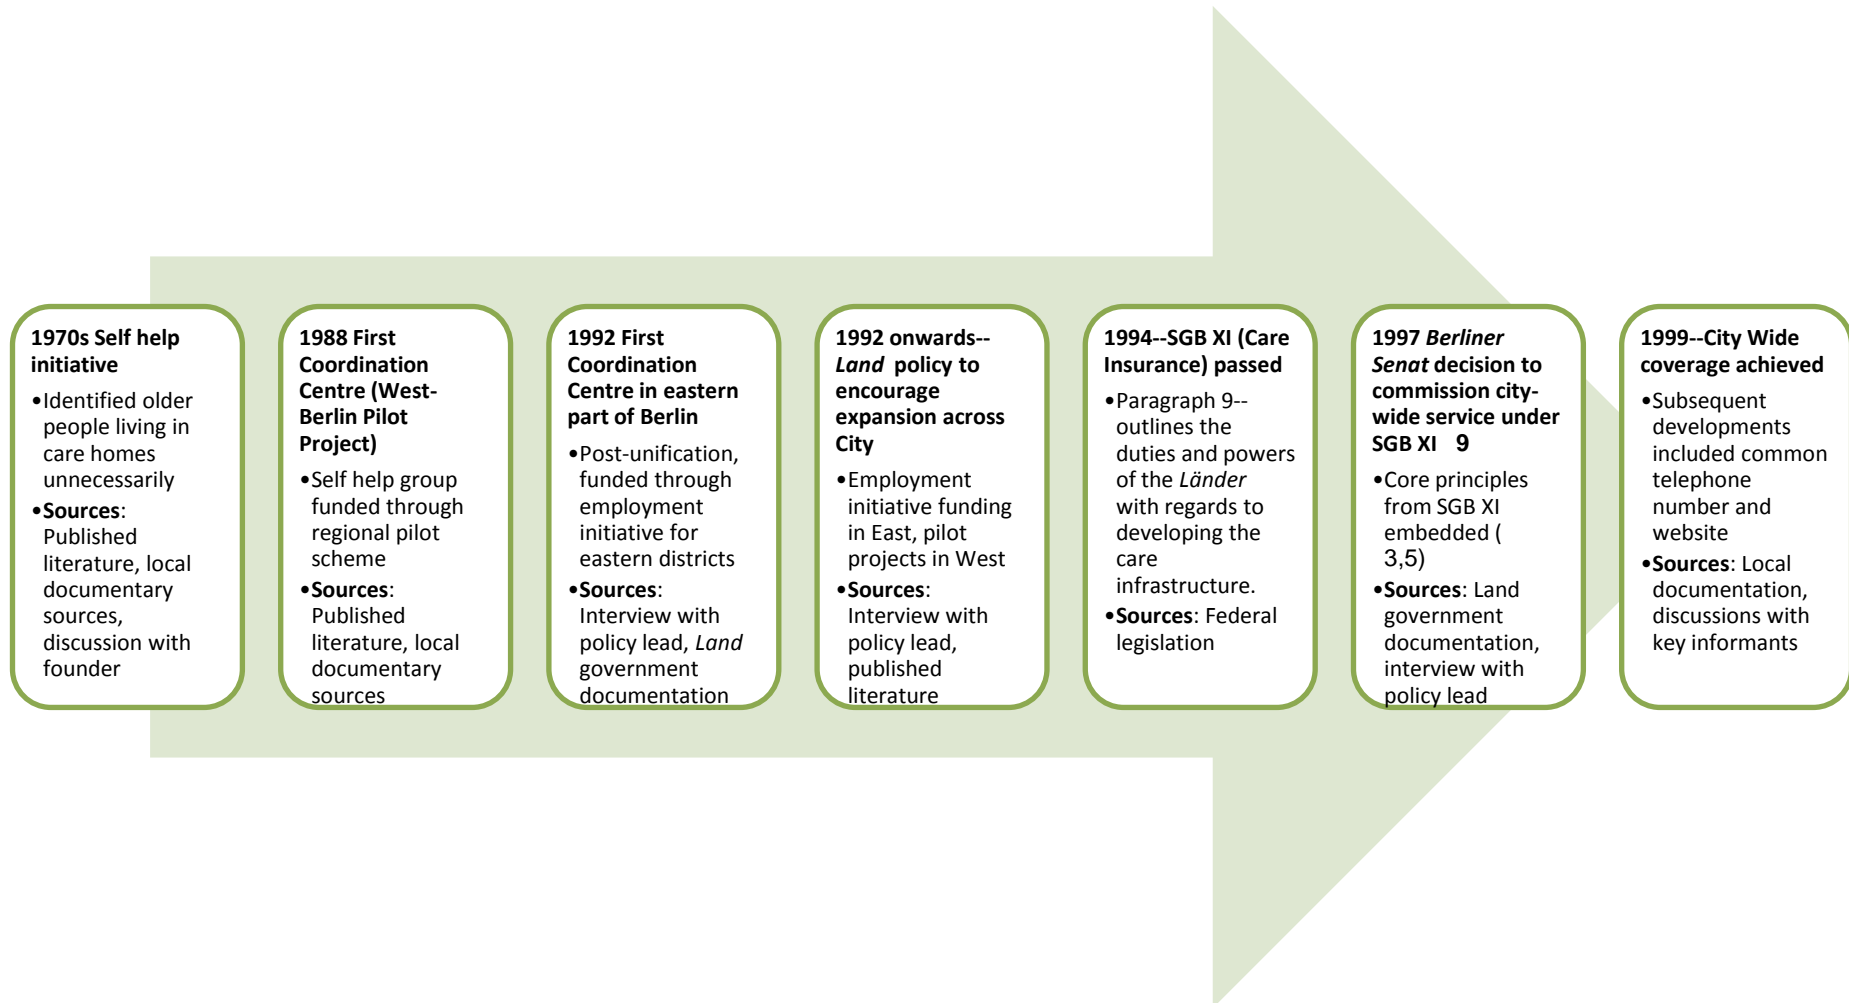 1970s Self help
initiative
•Identified older
people living in
care homes
unnecessarily
•Sources:
Published
literature, local
documentary
sources,
discussion with
founder
1988 First
Coordination
Centre (West-
Berlin Pilot
Project)
•Self help group
funded through
regional pilot
scheme
•Sources:
Published
literature, local
documentary
sources
1992 First
Coordination
Centre in eastern
part of Berlin
•Post-unification,
funded through
employment
initiative for
eastern districts
•Sources:
Interview with
policy lead, Land
government
documentation
1992 onwards--
Land policy to
encourage
expansion across
City
•Employment
initiative funding
in East, pilot
projects in West
•Sources:
Interview with
policy lead,
published
literature
1994--SGB XI (Care
Insurance) passed
•Paragraph 9--
outlines the
duties and powers
of the Länder
with regards to
developing the
care
infrastructure.
•Sources: Federal
legislation
1997 Berliner
Senat decision to
commission city-
wide service under
SGB XI 9
•Core principles
from SGB XI
embedded (
3,5)
•Sources: Land
government
documentation,
interview with
policy lead
1999--City Wide
coverage achieved
•Subsequent
developments
included common
telephone
number and
website
•Sources: Local
documentation,
discussions with
key informants